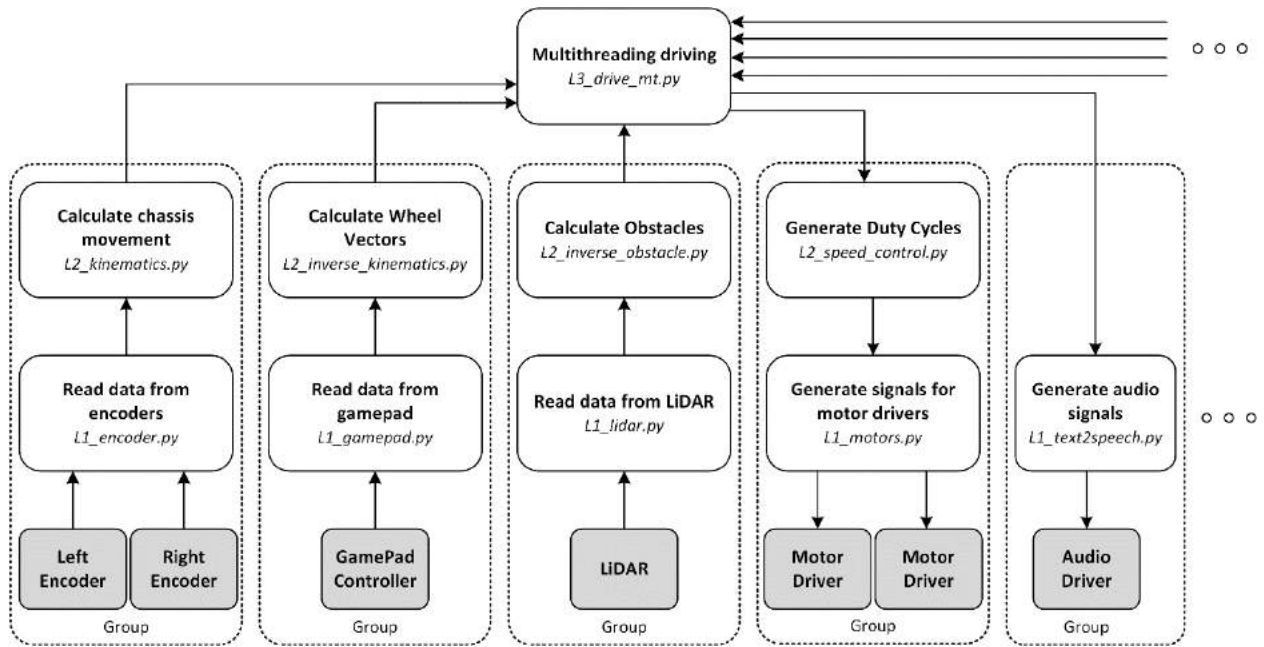 Multithreading driving
L3_drive_mt.py
Calculate chassis
movement
L2_kinematics.py
Calculate Wheel
Vectors
L2_inverse_kinematics.py
Calculate Obstacles
L2_inverse_obstacle.py
Generate Duty Cycles
L2_speed_control.py
Read data from
encoders
L1_encoder.py
Read data from
gamepad
L1_gamepad.py
Read data from LiDAR
L1_lidar.py
Generate signals for
motor drivers
L1_motors.py
Generate audio
signals
L1_text2speech.py
Left
Encoder
Right
Encoder
GamePad
Controller
LiDAR
Motor
Driver
Motor
Driver
Audio
Driver
Group
Group
Group
Group
Group